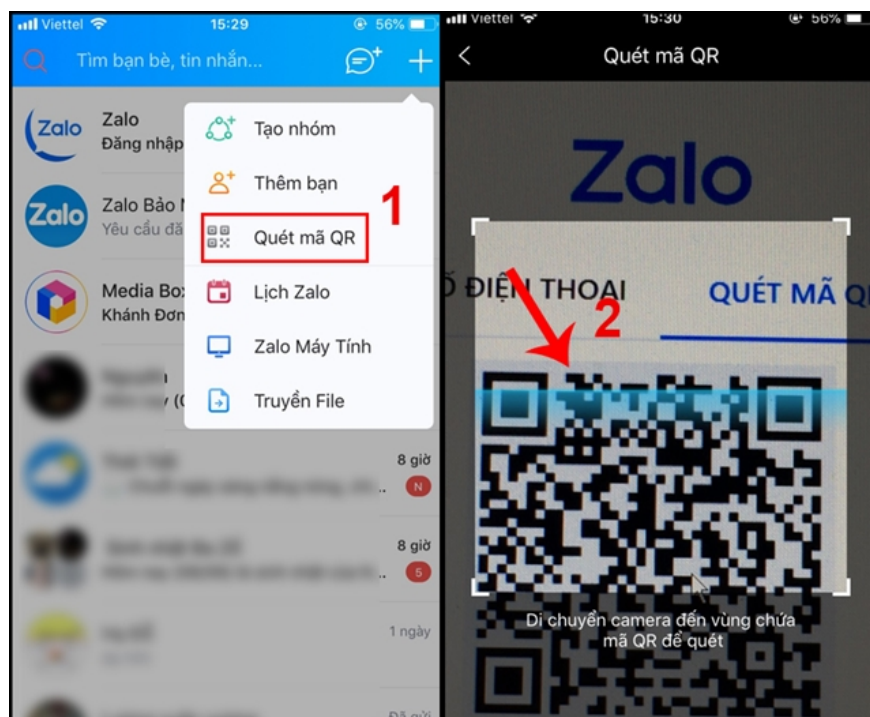 Viettel 15:29 56%
Tìm bạn bè, tin nhắn...
Zalo
Zalo
Đăng nhập
Zalo
Zalo Bảo
Yêu cầu đă
Media Box
Khánh Đơn
Tạo nhóm
Thêm bạn
Quét mã QR
1
Lịch Zalo
Zalo Máy Tính
Truyền File
8 giờ
N
8 giờ
5
1 ngày
Đã gửi
Viettel 15:30 56%
Quét mã QR
Zalo
Ố ĐIỆN THOẠI
QUÉT MÃ Q
2
Di chuyển camera đến vùng chứa
mã QR để quét